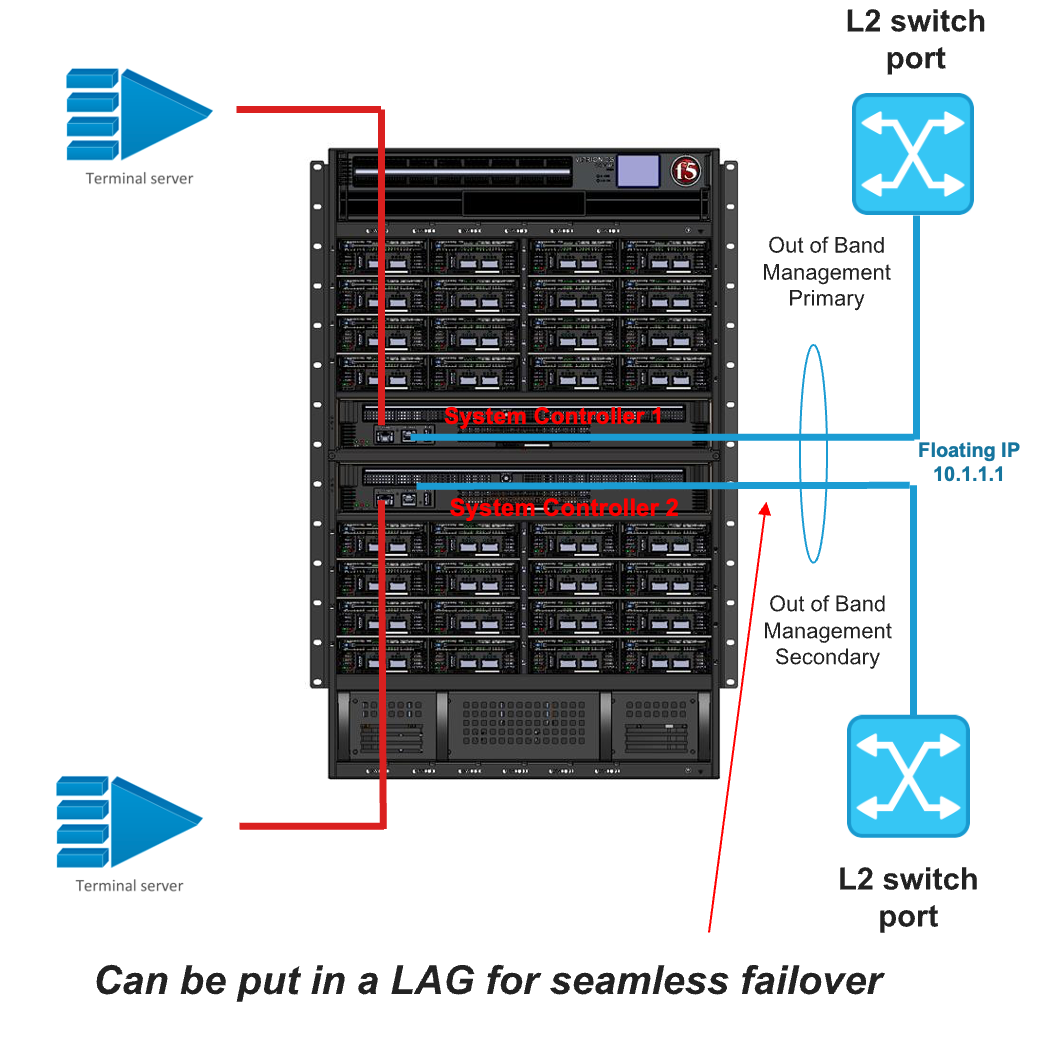 L2 switch
port
Terminal server
f5
Out of Band
Management
Primary
System Controller 1
Floating IP
10.1.1.1
System Controller 2
Out of Band
Management
Secondary
Terminal server
L2 switch
port
Can be put in a LAG for seamless failover